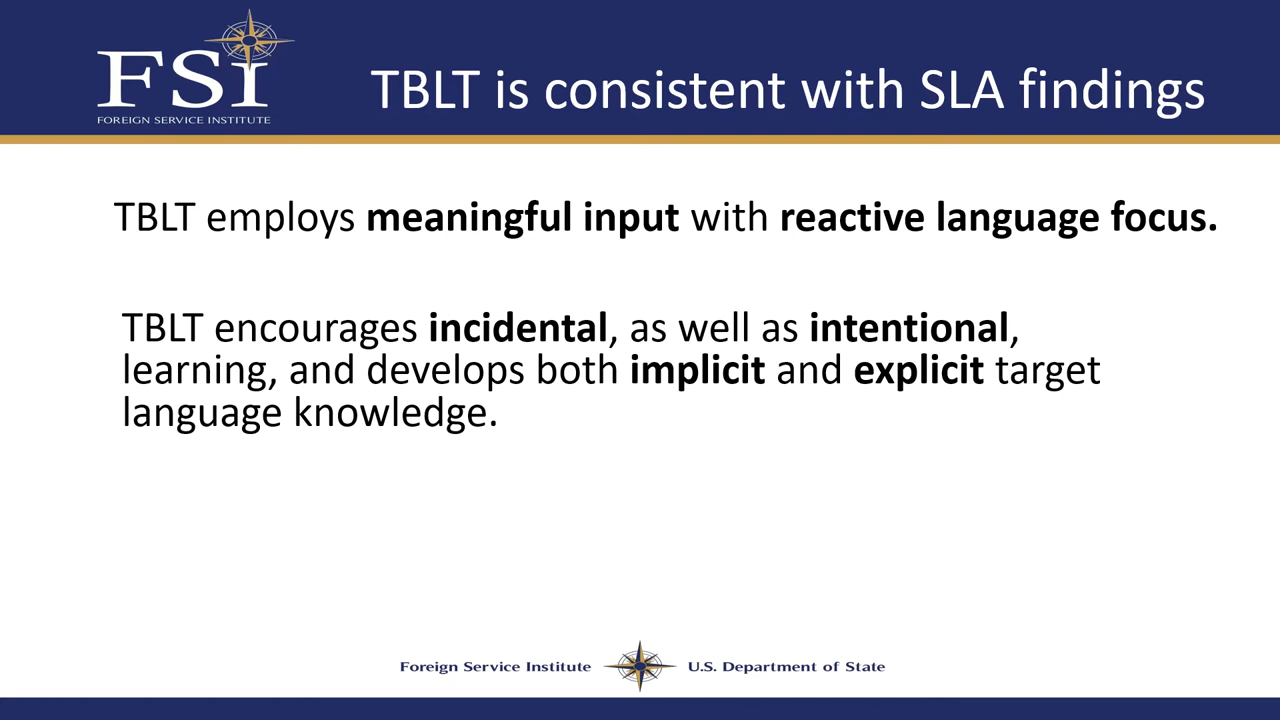 FSI
FOREIGN SERVICE INSTITUTE
TBLT is consistent with SLA findings
TBLT employs meaningful input with reactive language focus.
TBLT encourages incidental, as well as intentional,
learning, and develops both implicit and explicit target
language knowledge.
Foreign Service Institute U.S. Department of State